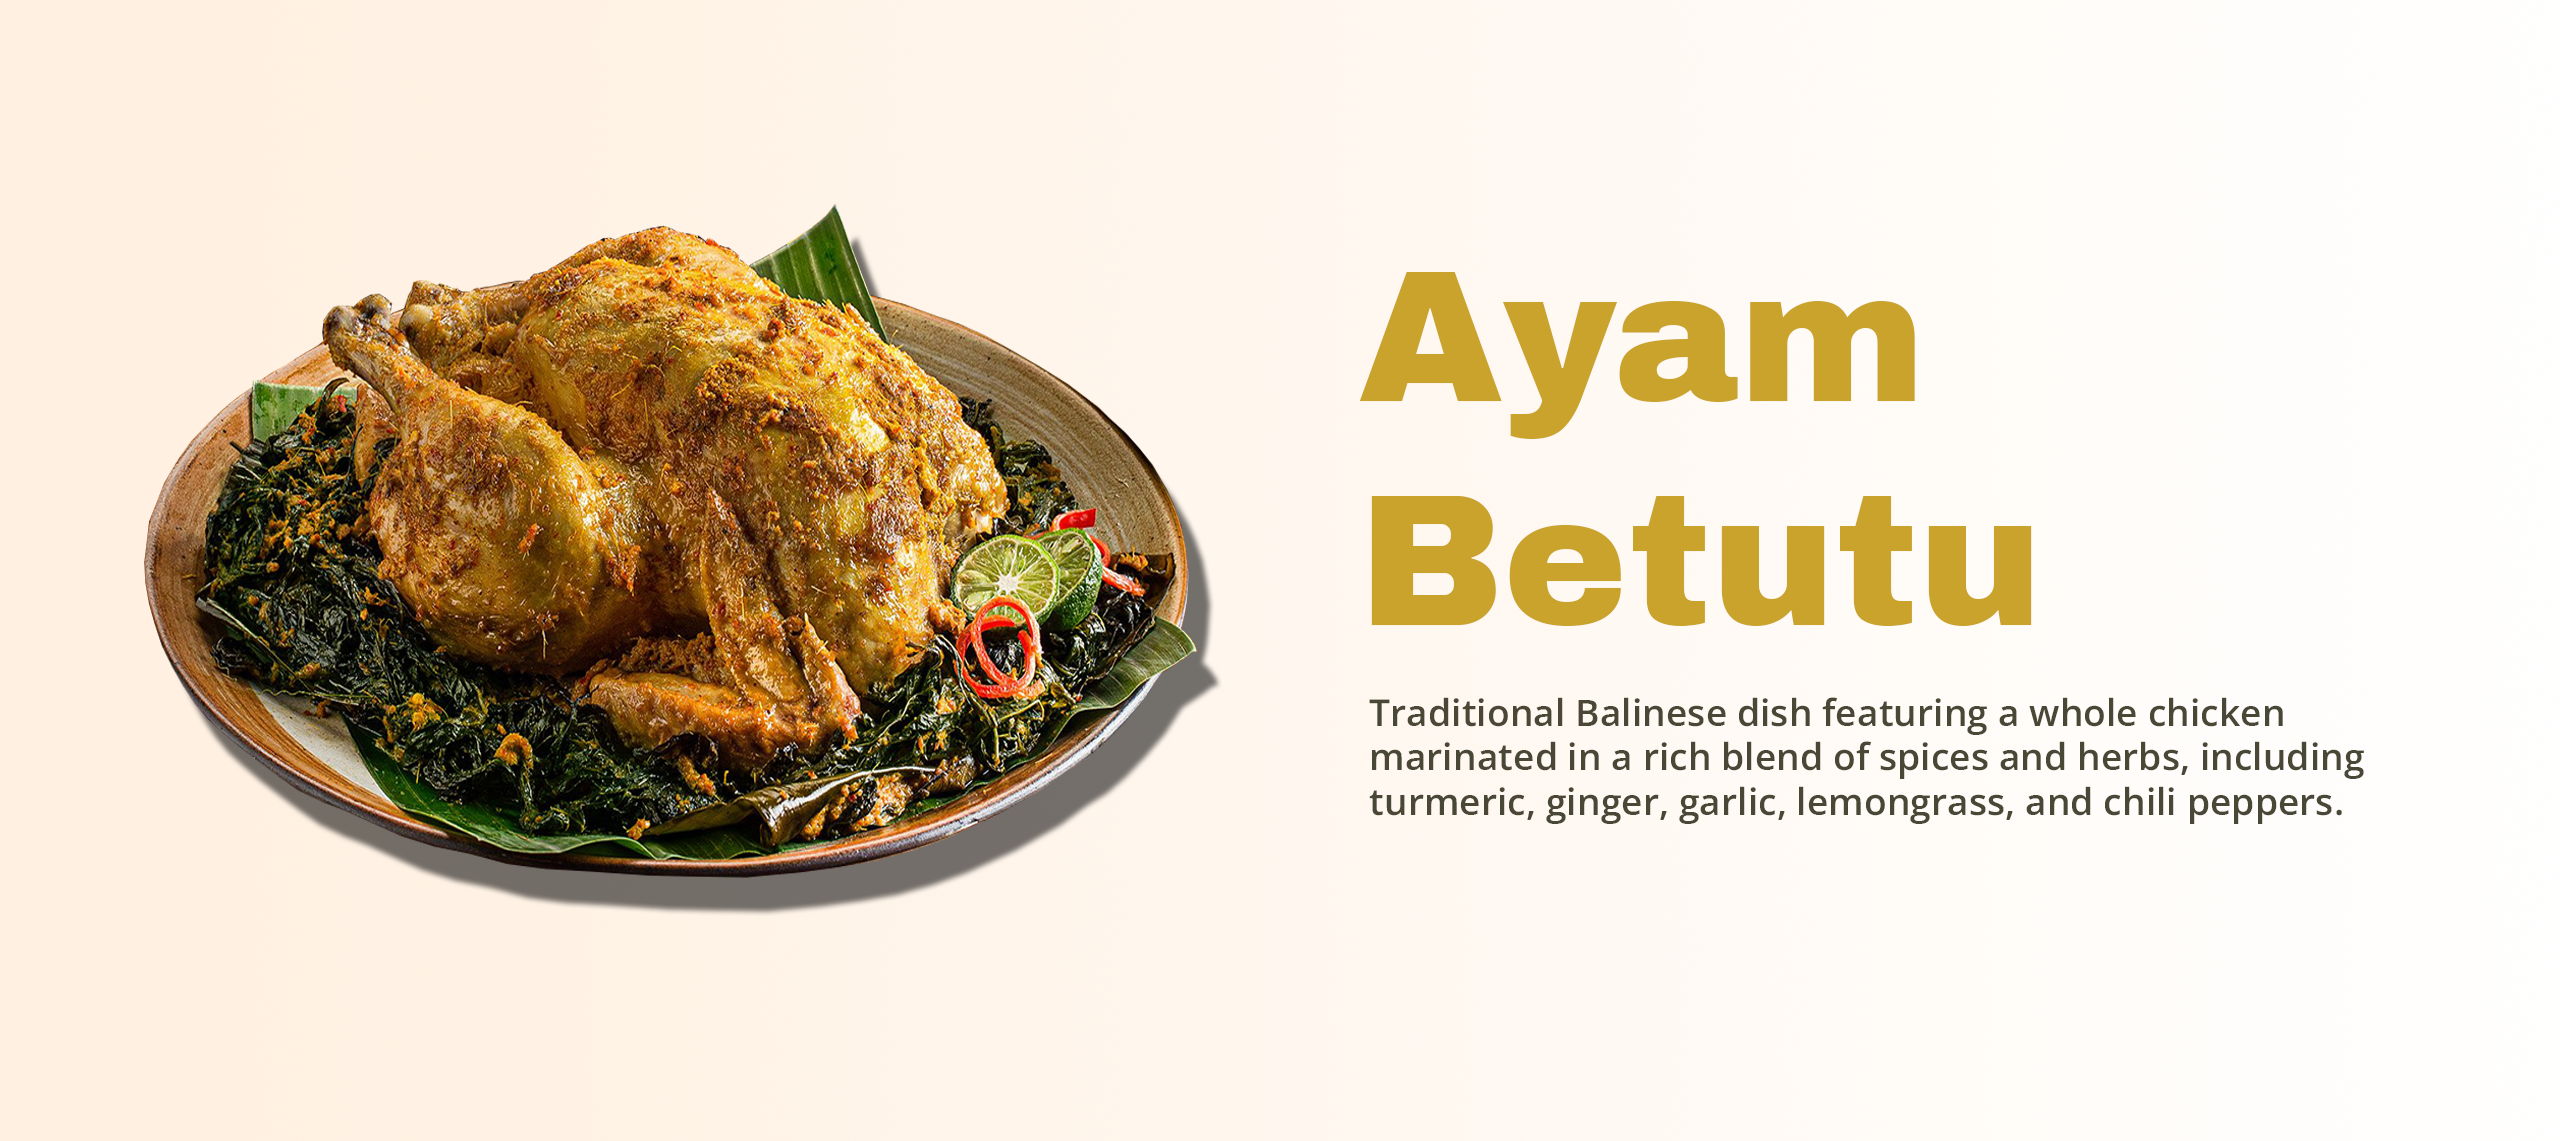 Ayam
Betutu
Traditional Balinese dish featuring a whole chicken
marinated in a rich blend of spices and herbs, including
turmeric, ginger, garlic, lemongrass, and chili peppers.